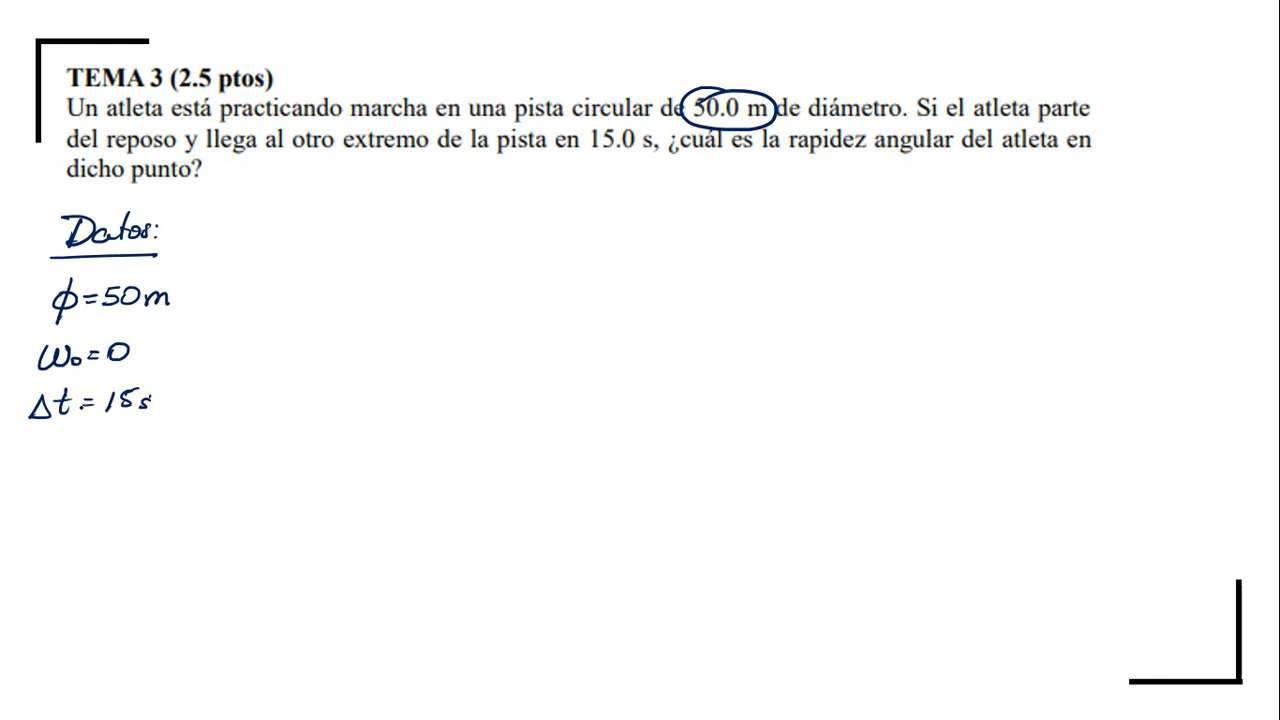 TEMA 3 (2.5 ptos)
Un atleta está practicando marcha en una pista circular de 50.0 m de diámetro. Si el atleta parte
del reposo y llega al otro extremo de la pista en 15.0 s, ¿cuál es la rapidez angular del atleta en
dicho punto?
Datos:
ϕ=50m
ω₀=0
Δt=15s